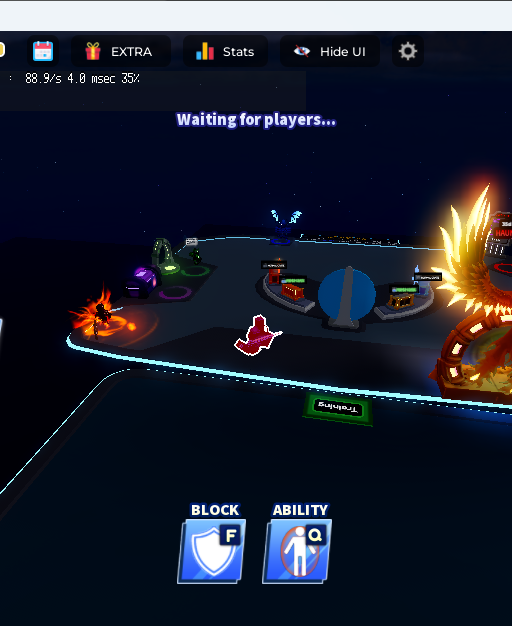 EXTRA
Stats
Hide UI
: 88.9/s 4.0 msec 35%
Waiting for players...
Training
BLOCK
ABILITY
F
Q